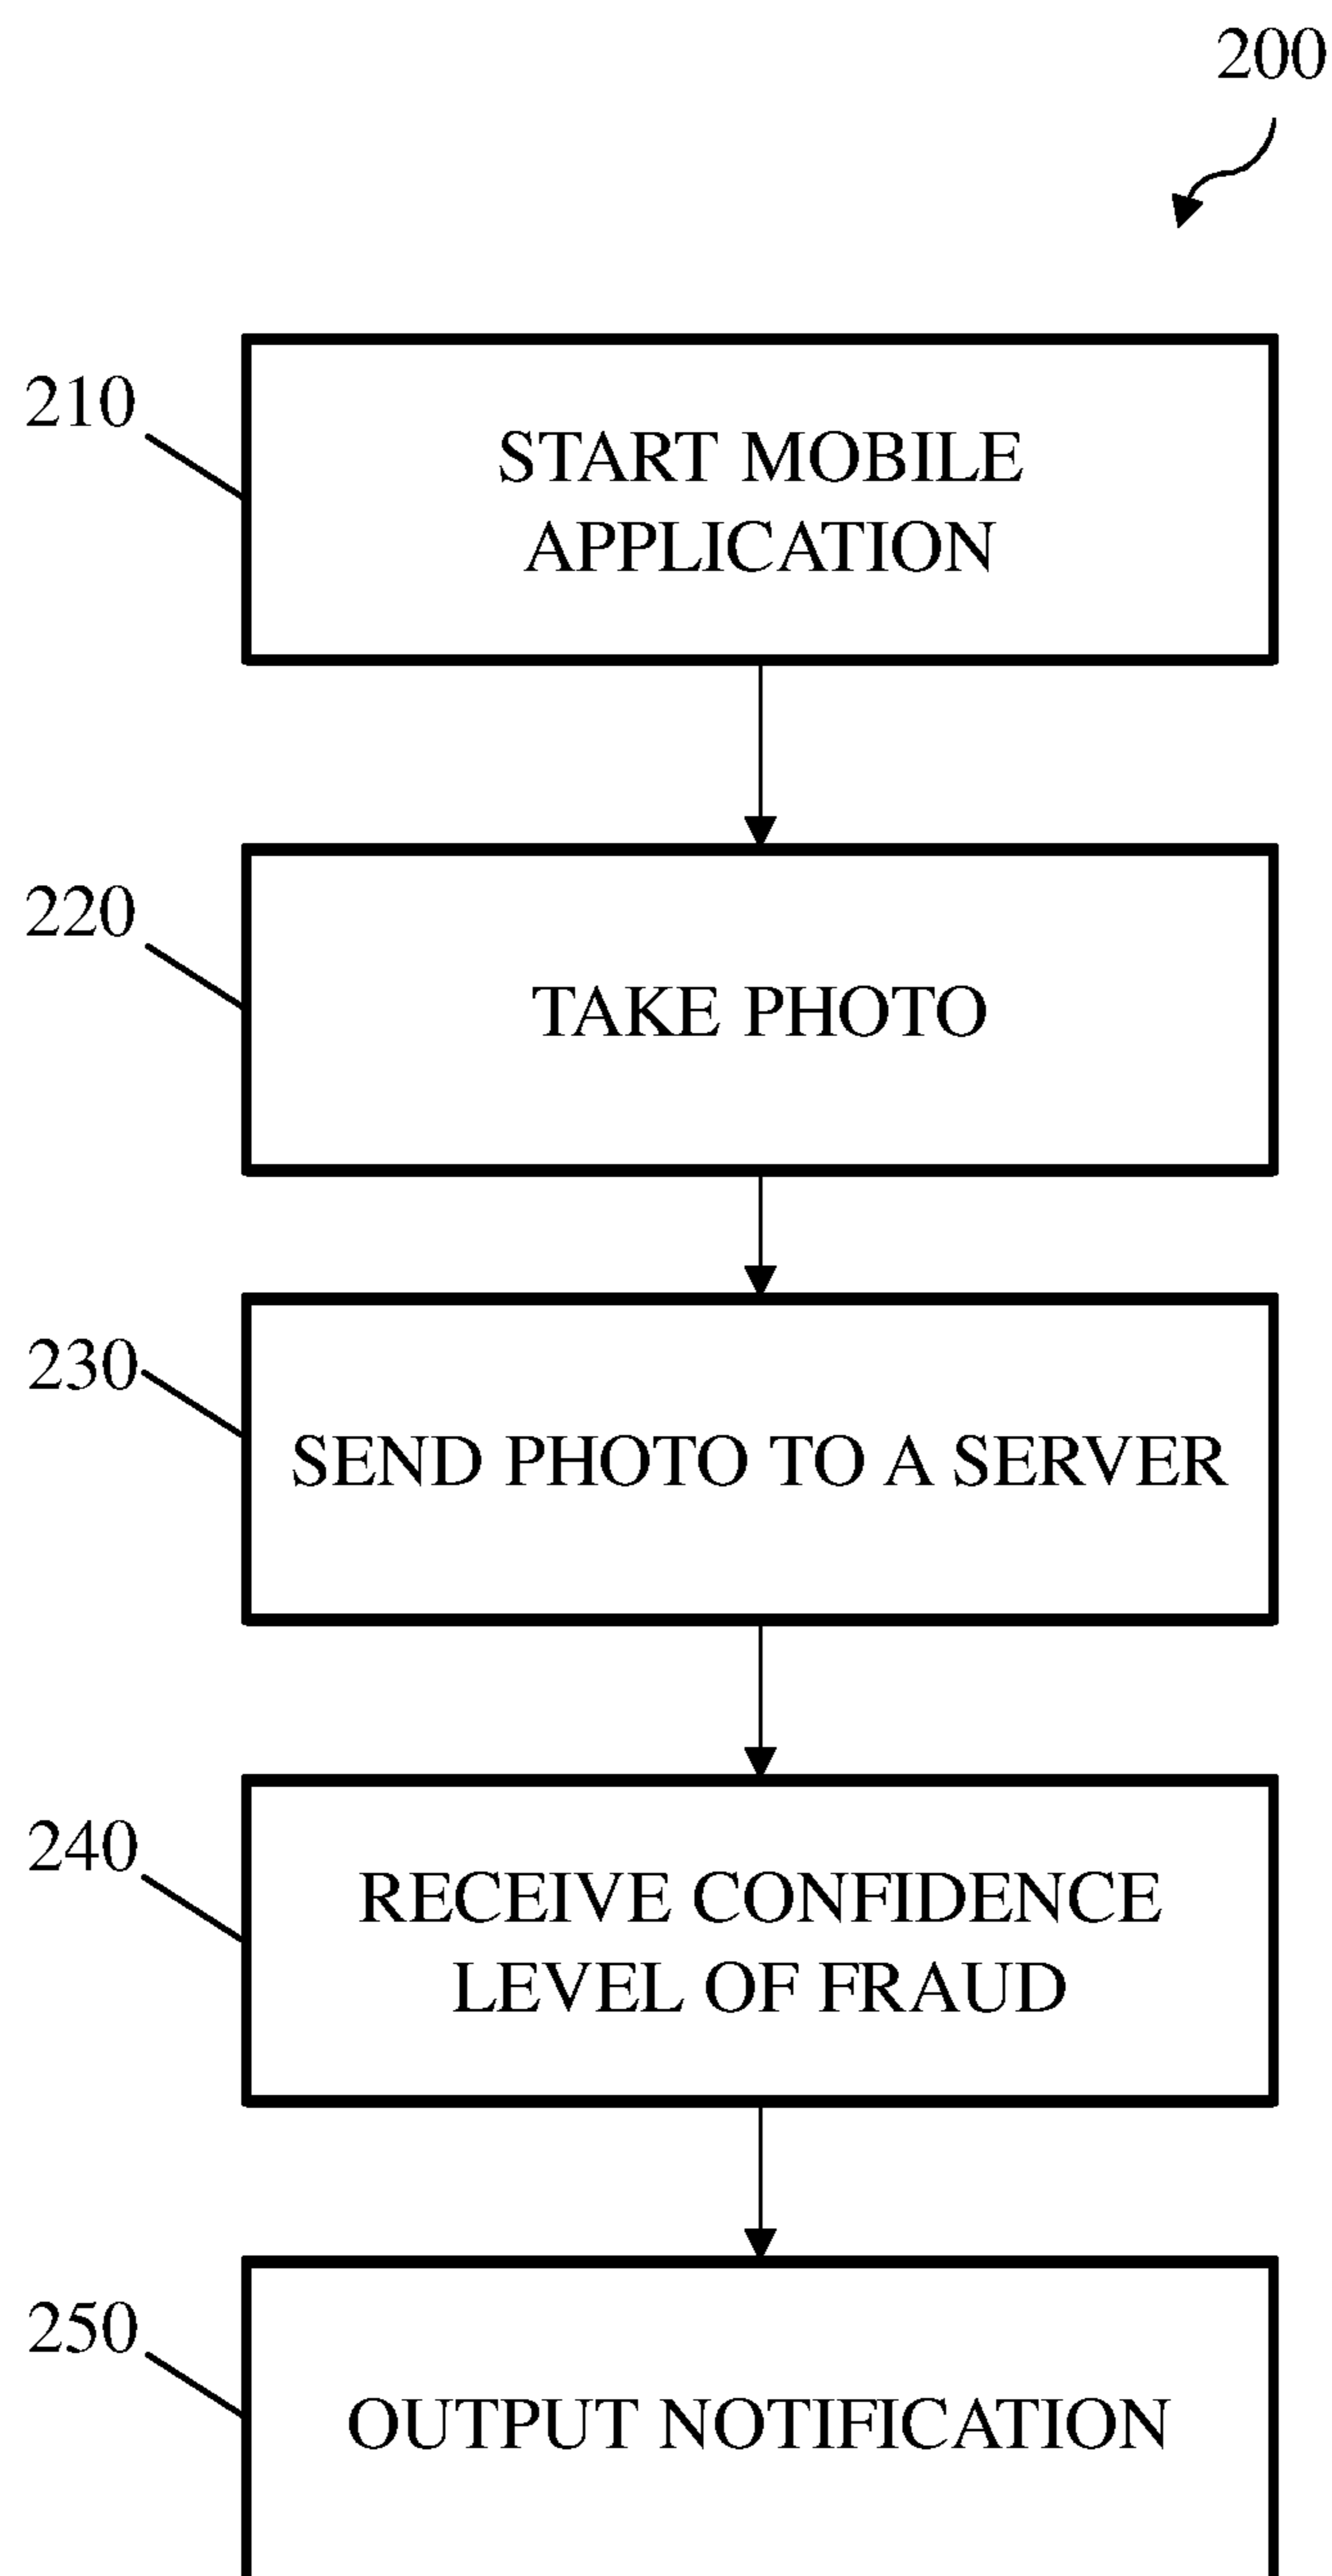 200
210
START MOBILE
APPLICATION
220
TAKE PHOTO
230
SEND PHOTO TO A SERVER
240
RECEIVE CONFIDENCE
LEVEL OF FRAUD
250
OUTPUT NOTIFICATION